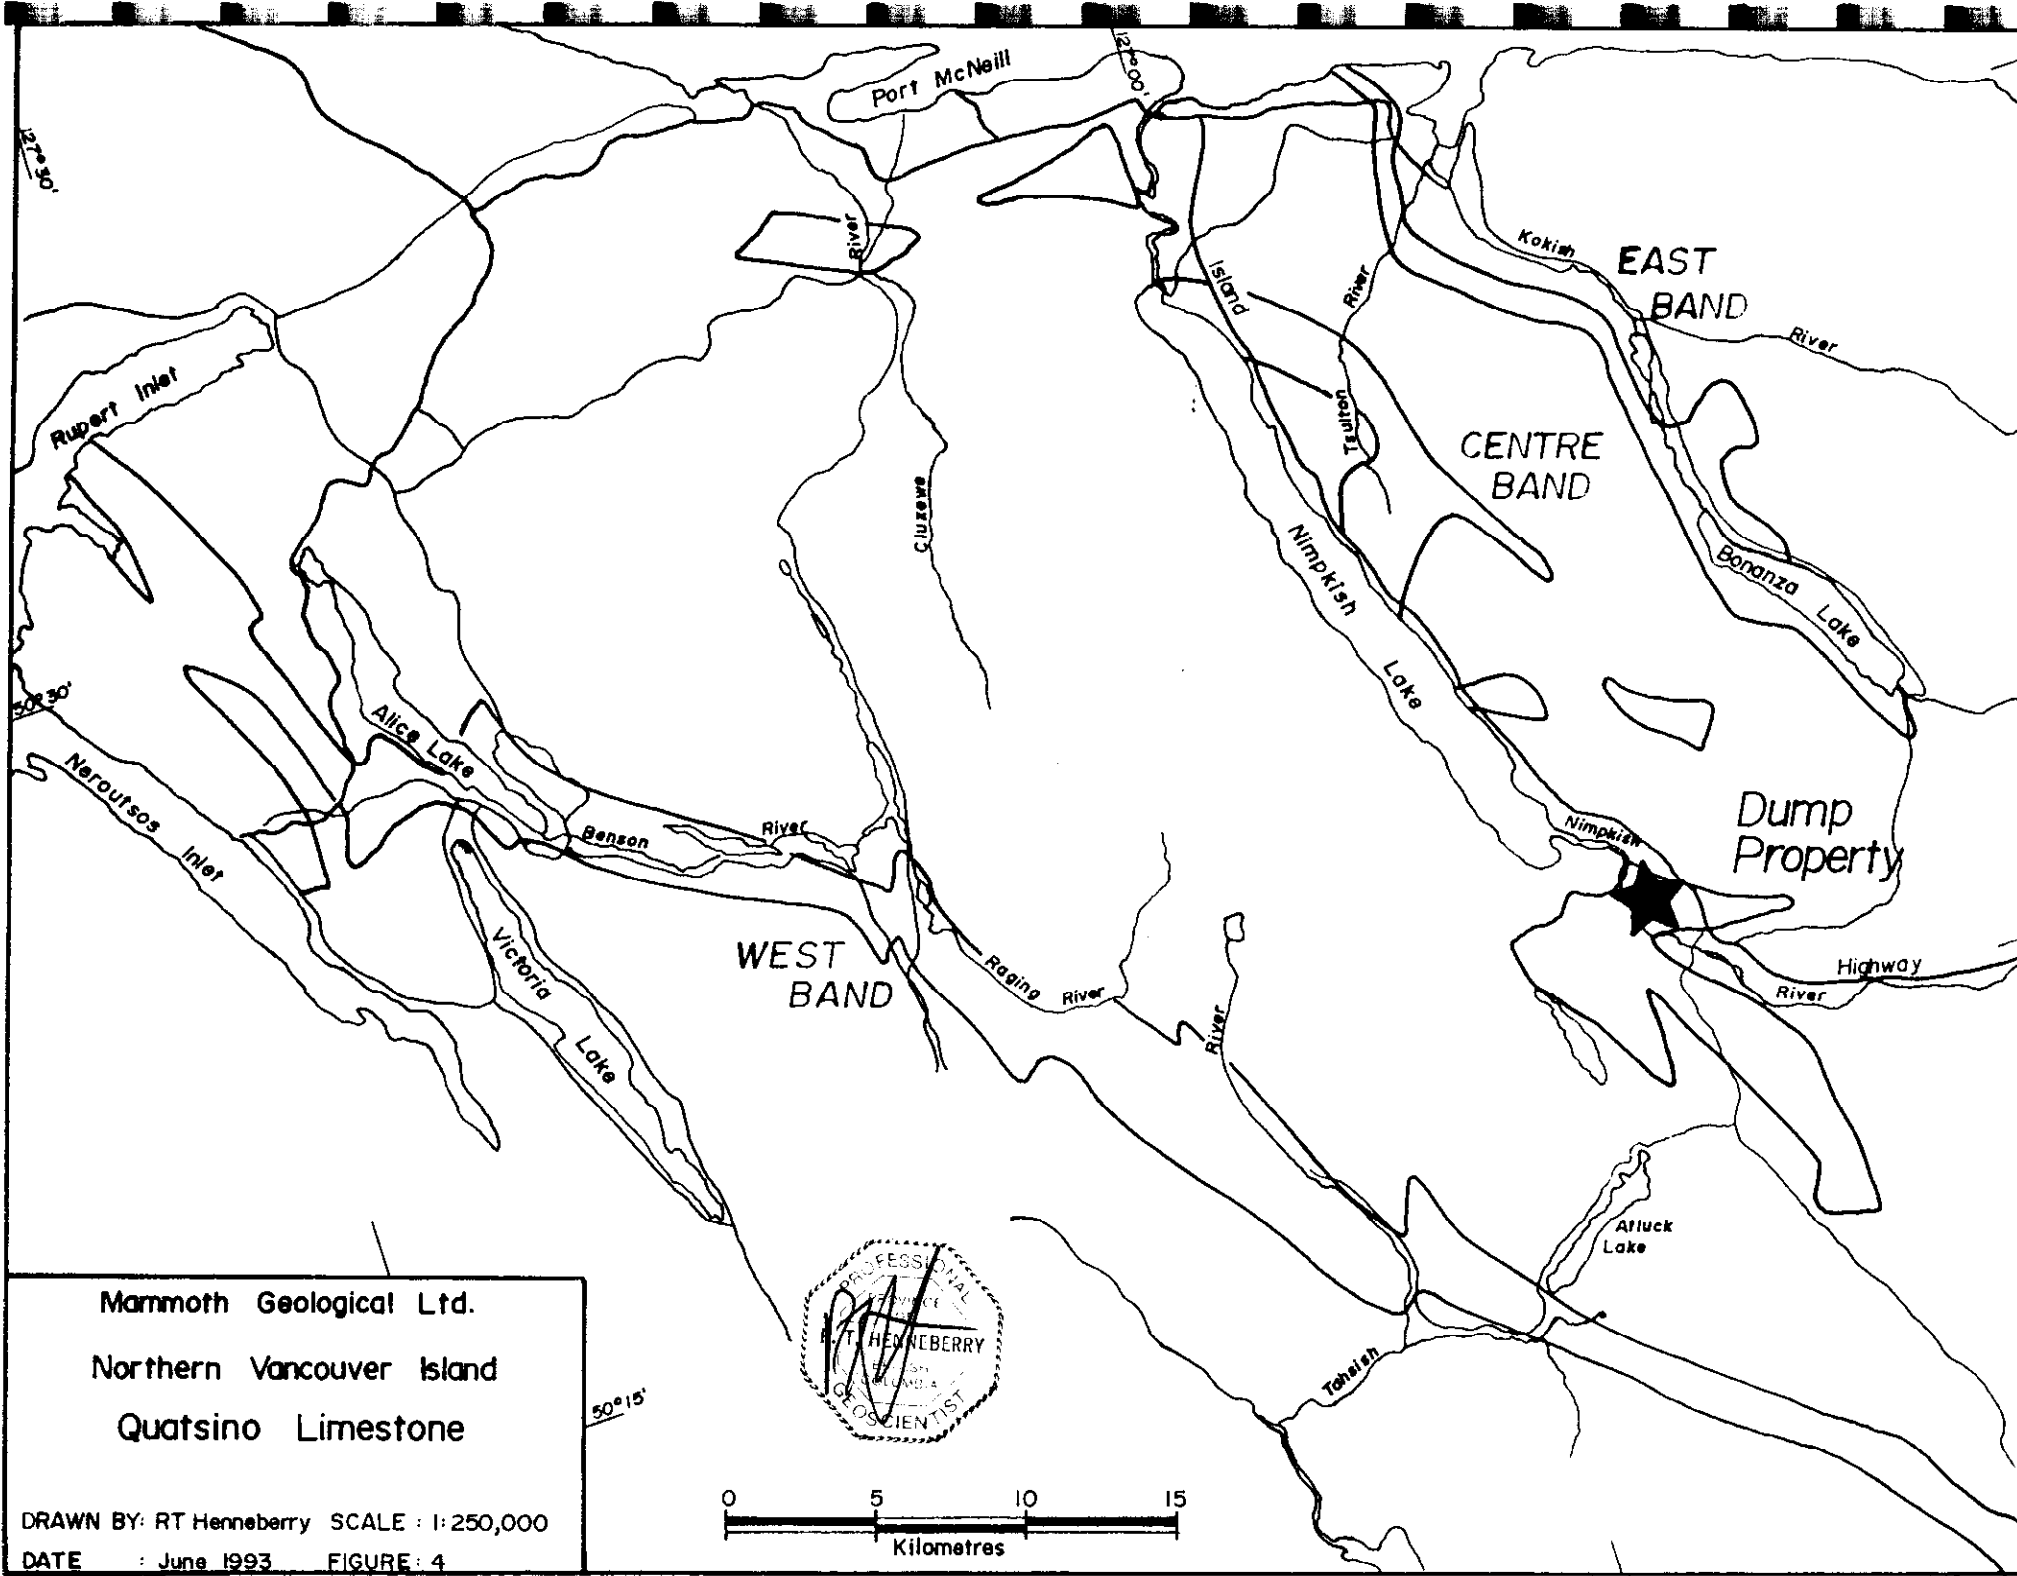 Port McNeill
127°00'
127°30'
River
Kokish
EAST
BAND
River
Island
River
Rupert Inlet
Tsulton
CENTRE
BAND
Cluxewe
Nimpkish
Lake
Bonanza
Lake
50°30'
Alice Lake
Neroutsos
Inlet
Benson
River
Nimpkish
Dump
Property
Victoria
Lake
WEST
BAND
Raging
River
River
Highway
River
Atluck
Lake
Tahsish
PROFESSIONAL
PROVINCE
R. T. HENNEBERRY
COLUMBIA
GEOSCIENTIST
50°15'
Mammoth Geological Ltd.
Northern Vancouver Island
Quatsino Limestone
DRAWN BY: RT Henneberry SCALE : 1:250,000
DATE : June 1993 FIGURE : 4
0 5 10 15
Kilometres